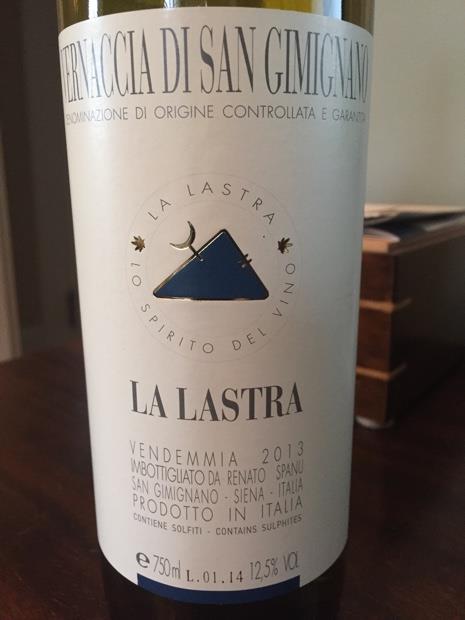 VERNACCIA DI SAN GIMIGNANO
DENOMINAZIONE DI ORIGINE CONTROLLATA E GARANTITA
LA LASTRA .
LO SPIRITO DEL VINO
LA LASTRA
VENDEMMIA 2013
IMBOTTIGLIATO DA RENATO SPANU
SAN GIMIGNANO - SIENA - ITALIA
PRODOTTO IN ITALIA
CONTIENE SOLFITI - CONTAINS SULPHITES
e 750ml L.01.14 12,5% VOL